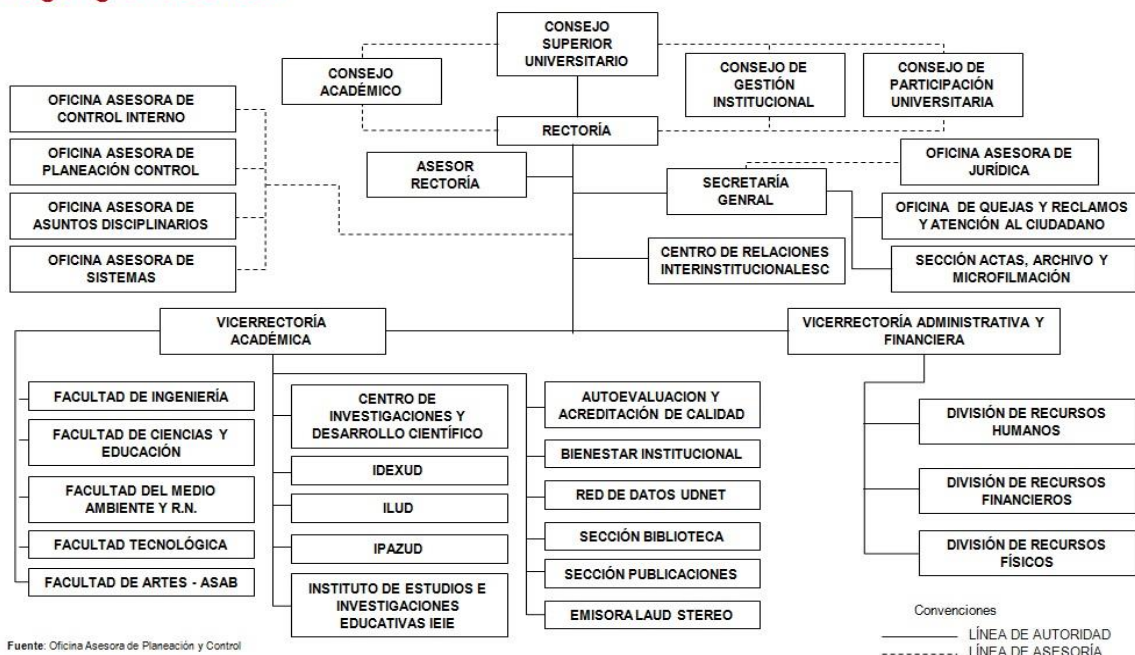 CONSEJO
SUPERIOR
UNIVERSITARIO
CONSEJO
ACADÉMICO
CONSEJO DE
GESTIÓN
INSTITUCIONAL
CONSEJO DE
PARTICIPACIÓN
UNIVERSITARIA
RECTORÍA
OFICINA ASESORA DE
CONTROL INTERNO
OFICINA ASESORA DE
PLANEACIÓN CONTROL
OFICINA ASESORA DE
ASUNTOS DISCIPLINARIOS
OFICINA ASESORA DE
SISTEMAS
ASESOR
RECTORÍA
SECRETARÍA
GENRAL
OFICINA ASESORA DE
JURÍDICA
OFICINA DE QUEJAS Y RECLAMOS
Y ATENCIÓN AL CIUDADANO
CENTRO DE RELACIONES
INTERINSTITUCIONALESC
SECCIÓN ACTAS, ARCHIVO Y
MICROFILMACIÓN
VICERRECTORÍA
ACADÉMICA
VICERRECTORÍA ADMINISTRATIVA Y
FINANCIERA
FACULTAD DE INGENIERÍA
FACULTAD DE CIENCIAS Y
EDUCACIÓN
FACULTAD DEL MEDIO
AMBIENTE Y R.N.
FACULTAD TECNOLÓGICA
FACULTAD DE ARTES - ASAB
CENTRO DE
INVESTIGACIONES Y
DESARROLLO CIENTÍFICO
IDEXUD
ILUD
IPAZUD
INSTITUTO DE ESTUDIOS E
INVESTIGACIONES
EDUCATIVAS IEIE
AUTOEVALUACION Y
ACREDITACIÓN DE CALIDAD
BIENESTAR INSTITUCIONAL
RED DE DATOS UDNET
SECCIÓN BIBLIOTECA
SECCIÓN PUBLICACIONES
EMISORA LAUD STEREO
DIVISIÓN DE RECURSOS
HUMANOS
DIVISIÓN DE RECURSOS
FINANCIEROS
DIVISIÓN DE RECURSOS
FÍSICOS
Convenciones
LÍNEA DE AUTORIDAD
LÍNEA DE ASESORÍA
Fuente: Oficina Asesora de Planeación y Control